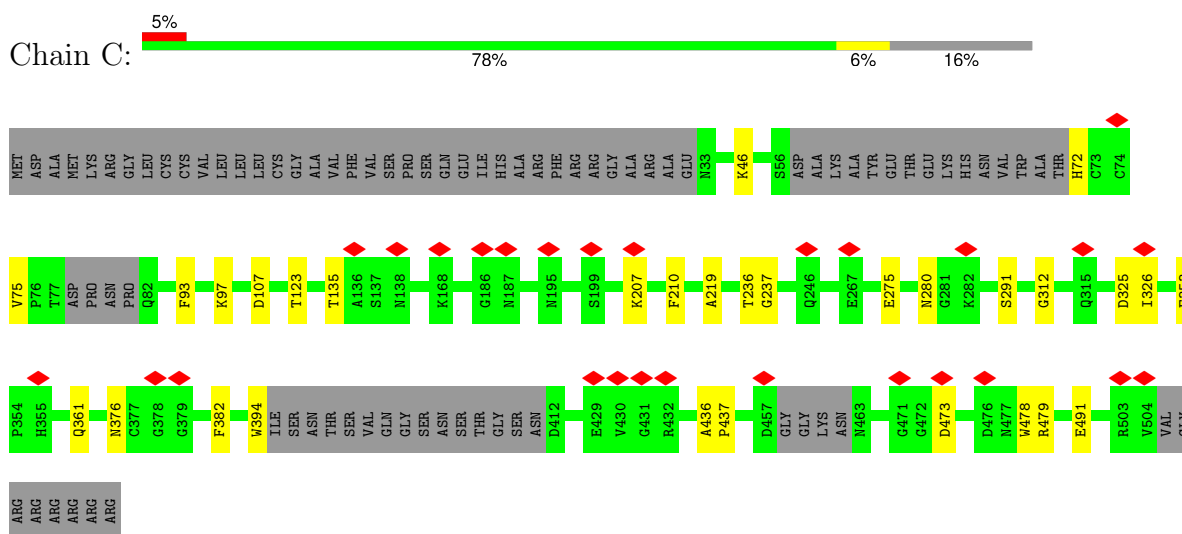 5%
Chain C:
78% 6% 16%
MET ASP ALA MET LYS ARG GLY LEU CYS CYS VAL LEU LEU LEU CYS GLY ALA VAL PHE VAL SER PRO SER GLN GLU ILE HIS ALA ARG PHE ARG ARG GLY ALA ARG ALA GLU N33 K46 S56 ASP ALA LYS ALA TYR GLU THR GLU LYS HIS ASN VAL TRP ALA THR H72 C73 C74
V75 P76 T77 ASP PRO ASN PRO Q82 F93 K97 D107 T123 T135 A136 S137 N138 K168 G186 N187 N195 S199 K207 F210 A219 T236 G237 Q246 E267 E275 N280 G281 K282 S291 G312 Q315 D325 I326
P354 H355 Q361 N376 C377 G378 G379 F382 W394 ILE SER ASN THR SER VAL GLN GLY SER ASN SER THR GLY SER ASN D412 E429 V430 G431 R432 A436 P437 D457 GLY GLY LYS ASN N463 G471 G472 D473 D476 N477 W478 R479 E491 R503 V504 VAL
ARG ARG ARG ARG ARG ARG